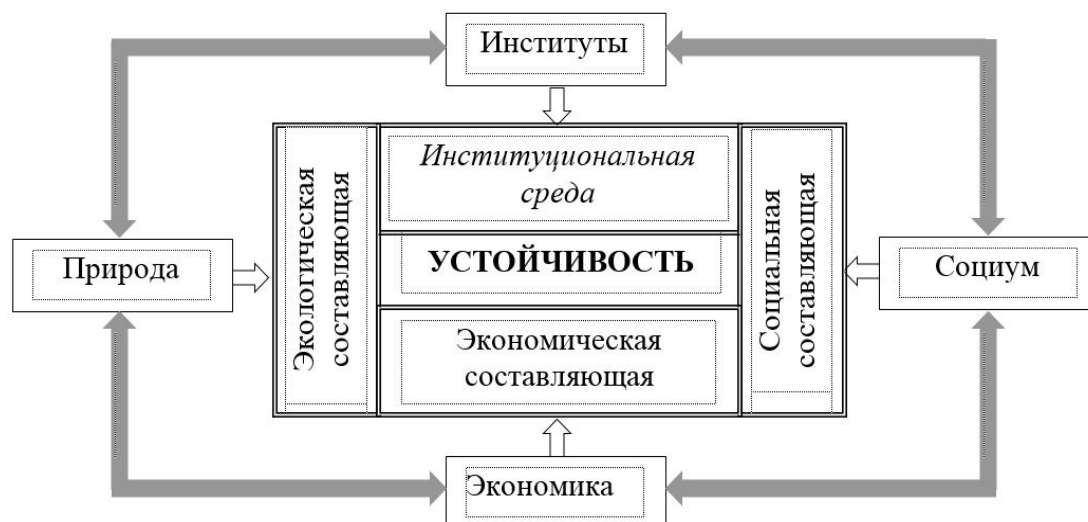 Институты
Институциональная
среда
Экологическая
составляющая
Социальная
составляющая
УСТОЙЧИВОСТЬ
Природа
Социум
Экономическая
составляющая
Экономика